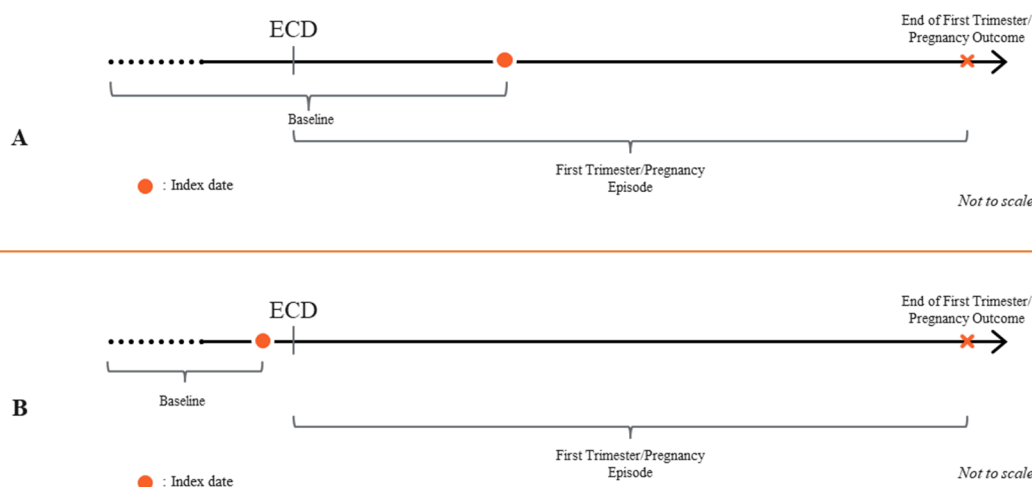 End of First Trimester/
Pregnancy Outcome
ECD
Baseline
A
First Trimester/Pregnancy
Episode
: Index date
Not to scale
End of First Trimester/
Pregnancy Outcome
ECD
Baseline
B
First Trimester/Pregnancy
Episode
: Index date
Not to scale